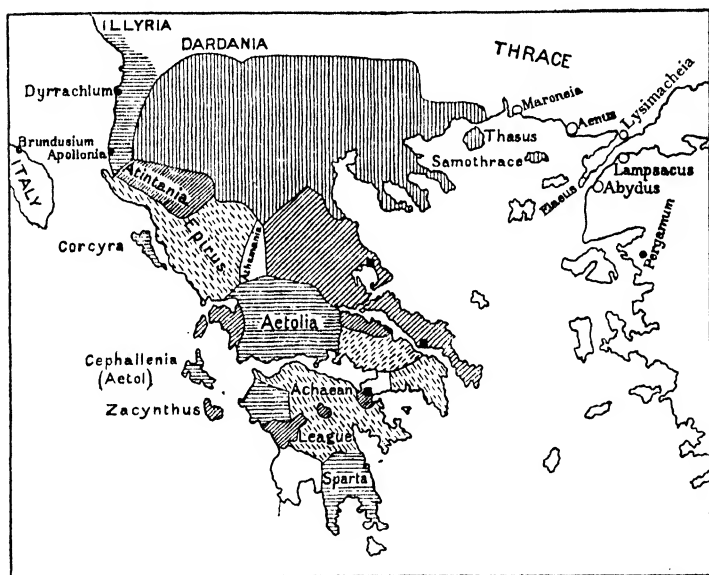 ILLYRIA
DARDANIA
THRACE
Dyrrachium
Maroneia
Aenus
Lysimacheia
Thasus
Brundusium
Apollonia
Samothrace
ITALY
Atintania
Elaeus
Lampsacus
Abydus
Epirus
Athamania
Corcyra
Pergamum
Aetolia
Cephallenia
(Aetol)
Achaean
Zacynthus
League
Sparta